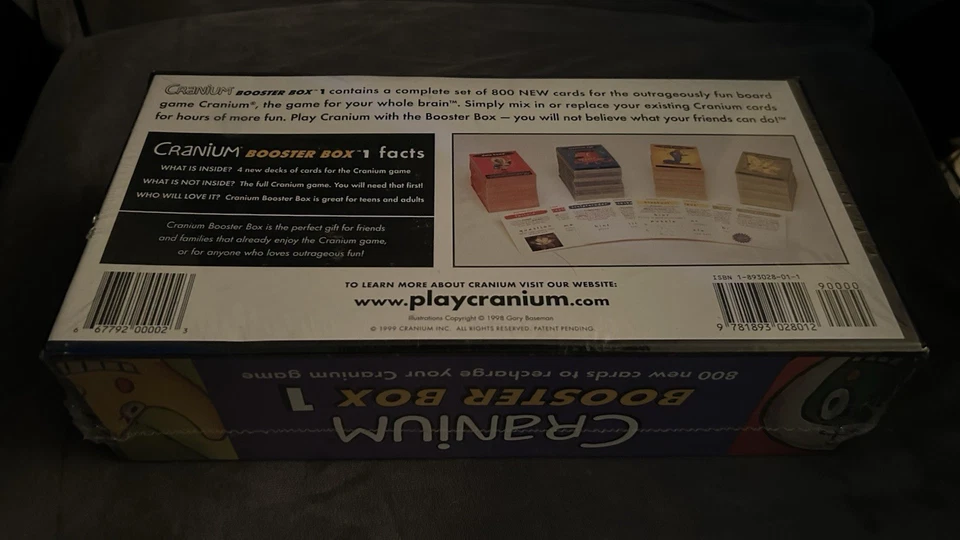 CRANIUM BOOSTER BOX™ 1 contains a complete set of 800 NEW cards for the outrageously fun board
game Cranium®, the game for your whole brain™. Simply mix in or replace your existing Cranium cards
for hours of more fun. Play Cranium with the Booster Box — you will not believe what your friends can do!™
CRANIUM BOOSTER BOX™ 1 facts
WHAT IS INSIDE? 4 new decks of cards for the Cranium game
WHAT IS NOT INSIDE? The full Cranium game. You will need that first!
WHO WILL LOVE IT? Cranium Booster Box is great for teens and adults
Cranium Booster Box is the perfect gift for friends
and families that already enjoy the Cranium game,
or for anyone who loves outrageous fun!
TO LEARN MORE ABOUT CRANIUM VISIT OUR WEBSITE:
www.playcranium.com
Illustrations Copyright © 1998 Gary Baseman
© 1999 CRANIUM INC. ALL RIGHTS RESERVED. PATENT PENDING.
6 67792 00002 3
ISBN 1-893028-01-1
90000
9 781893 028012
CRANIUM
BOOSTER BOX 1
800 new cards to recharge your Cranium game